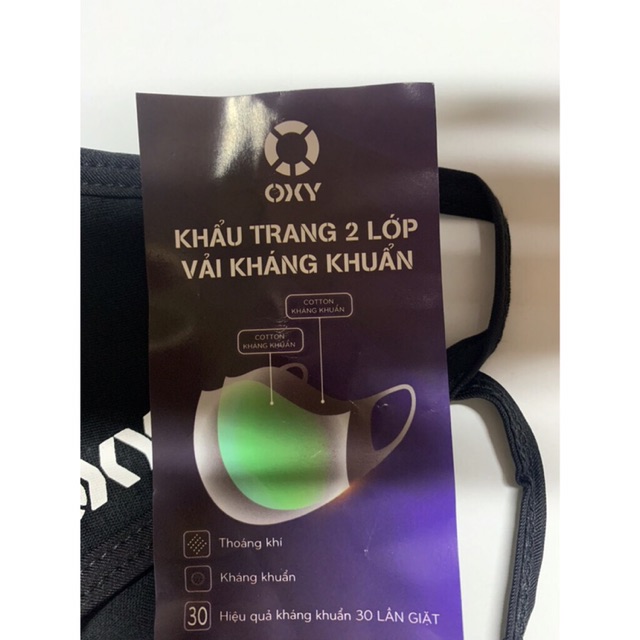 OXY
KHẨU TRANG 2 LỚP
VẢI KHÁNG KHUẨN
COTTON
KHÁNG KHUẨN
COTTON
KHÁNG KHUẨN
oxy
Thoáng khí
Kháng khuẩn
30 Hiệu quả kháng khuẩn 30 LẦN GIẶT